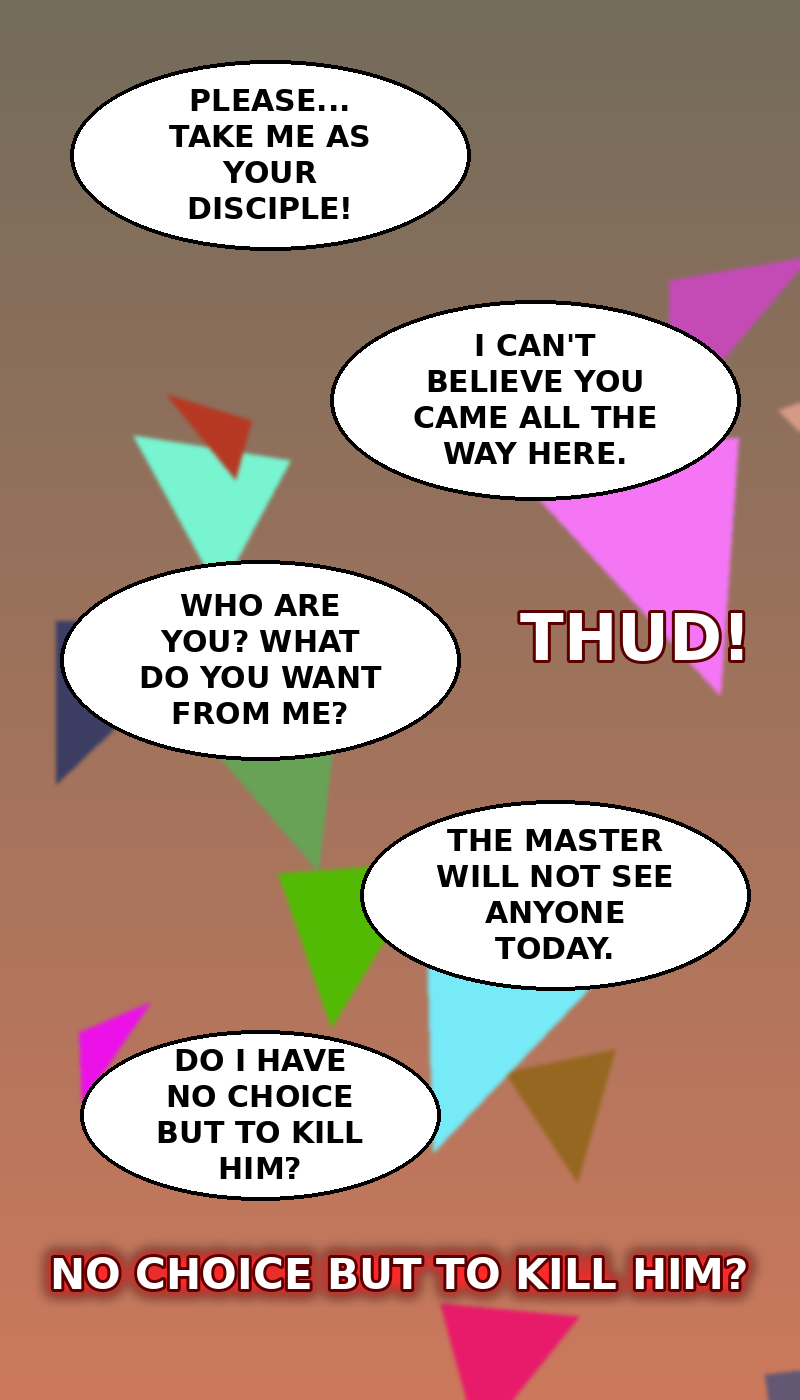 PLEASE...
TAKE ME AS
YOUR
DISCIPLE!
I CAN'T
BELIEVE YOU
CAME ALL THE
WAY HERE.
WHO ARE
YOU? WHAT
DO YOU WANT
FROM ME?
THUD!
THE MASTER
WILL NOT SEE
ANYONE
TODAY.
DO I HAVE
NO CHOICE
BUT TO KILL
HIM?
NO CHOICE BUT TO KILL HIM?